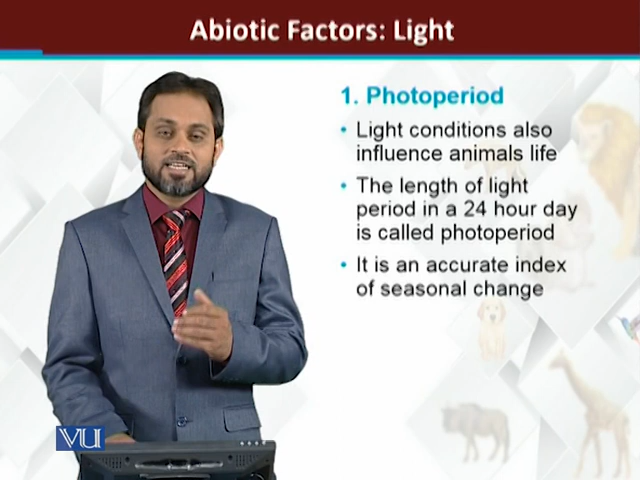 Abiotic Factors: Light
1. Photoperiod
• Light conditions also
influence animals life
• The length of light
period in a 24 hour day
is called photoperiod
• It is an accurate index
of seasonal change
VU